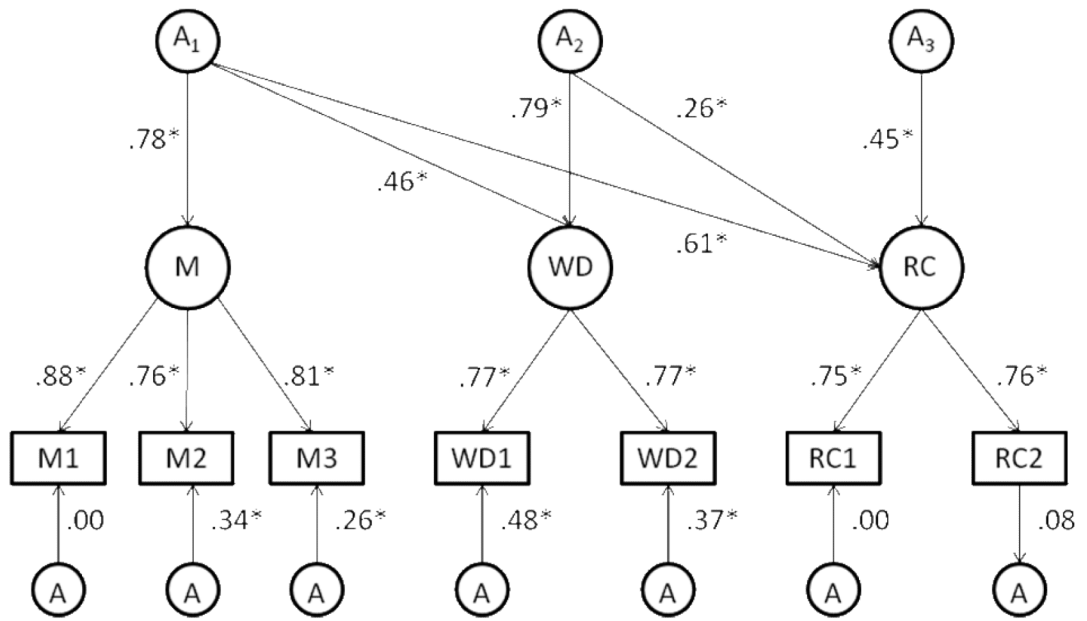 A1 A2 A3
.78* .79* .26* .45*
.46* .61*
M WD RC
.88* .76* .81* .77* .77* .75* .76*
M1 M2 M3 WD1 WD2 RC1 RC2
.00 .34* .26* .48* .37* .00 .08
A A A A A A A